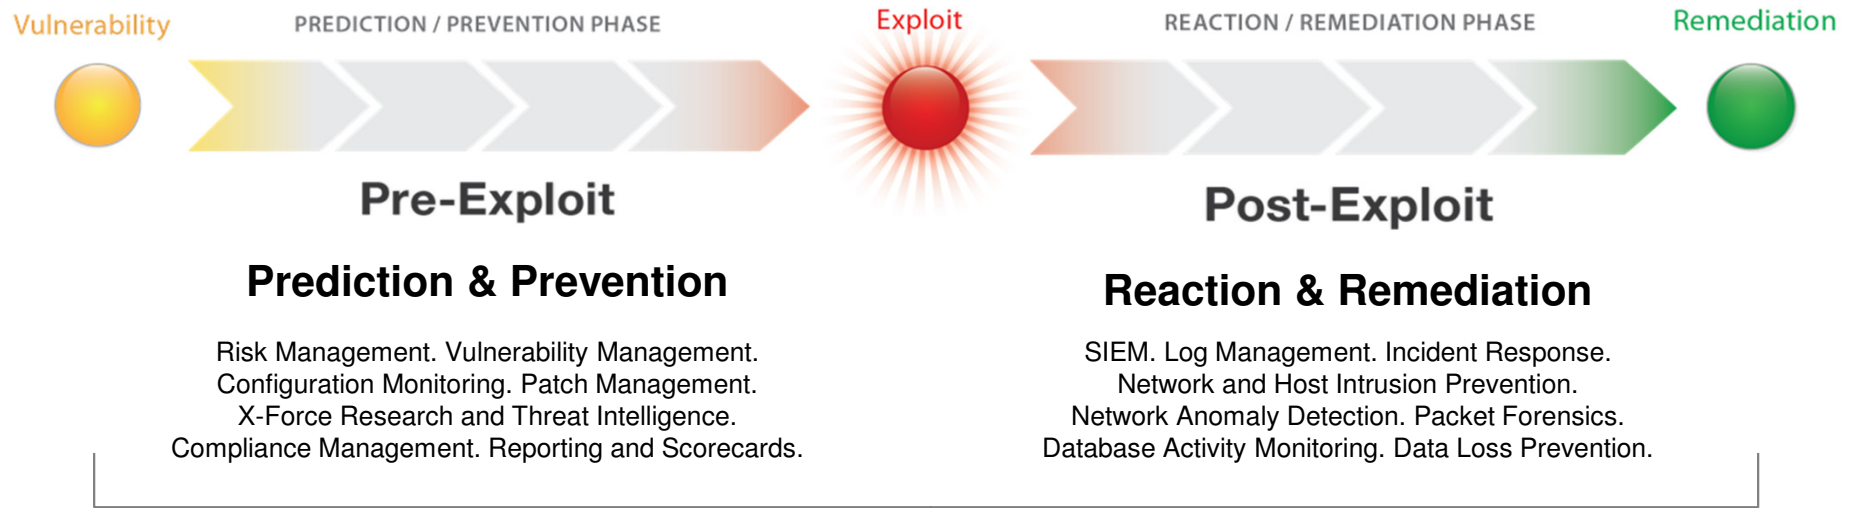 Vulnerability
PREDICTION / PREVENTION PHASE
Exploit
REACTION / REMEDIATION PHASE
Remediation
Pre-Exploit
Post-Exploit
Prediction & Prevention
Reaction & Remediation
Risk Management. Vulnerability Management.
Configuration Monitoring. Patch Management.
X-Force Research and Threat Intelligence.
Compliance Management. Reporting and Scorecards.
SIEM. Log Management. Incident Response.
Network and Host Intrusion Prevention.
Network Anomaly Detection. Packet Forensics.
Database Activity Monitoring. Data Loss Prevention.